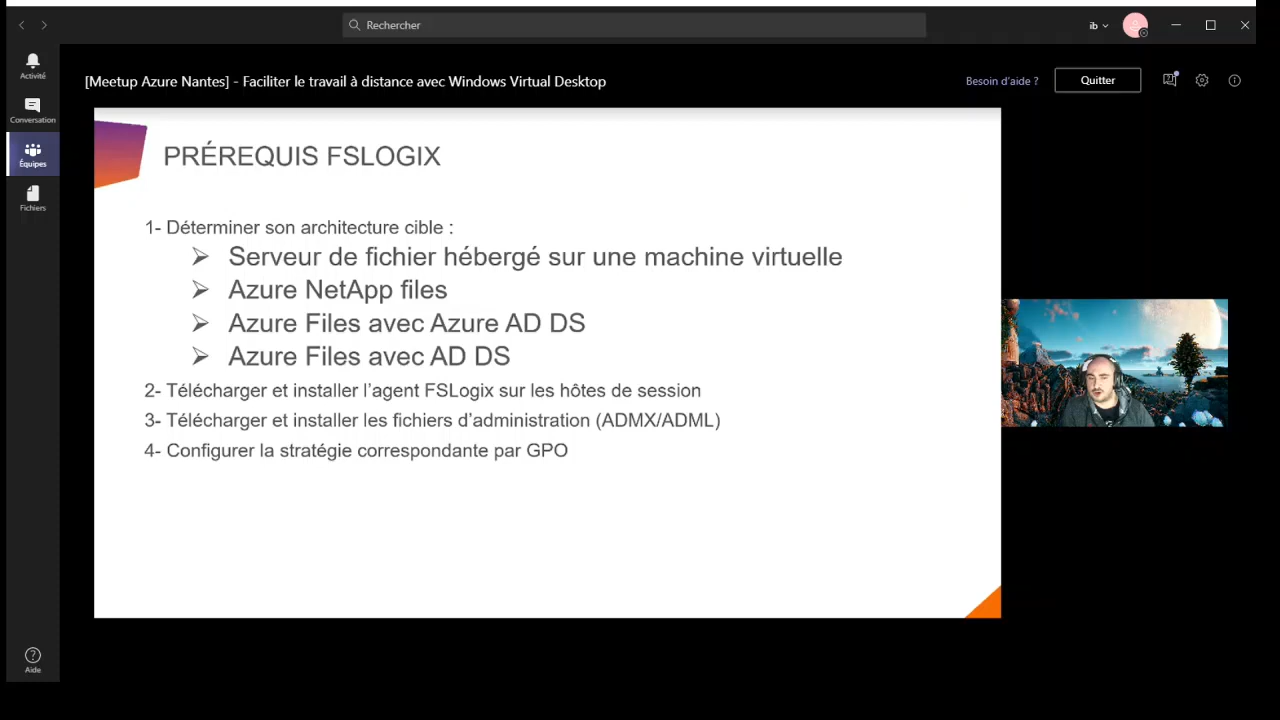 Rechercher
ib
Activité
Conversation
Équipes
Fichiers
Aide
[Meetup Azure Nantes] - Faciliter le travail à distance avec Windows Virtual Desktop
Besoin d'aide ?
Quitter
PRÉREQUIS FSLOGIX
1- Déterminer son architecture cible :
➢ Serveur de fichier hébergé sur une machine virtuelle
➢ Azure NetApp files
➢ Azure Files avec Azure AD DS
➢ Azure Files avec AD DS
2- Télécharger et installer l'agent FSLogix sur les hôtes de session
3- Télécharger et installer les fichiers d'administration (ADMX/ADML)
4- Configurer la stratégie correspondante par GPO